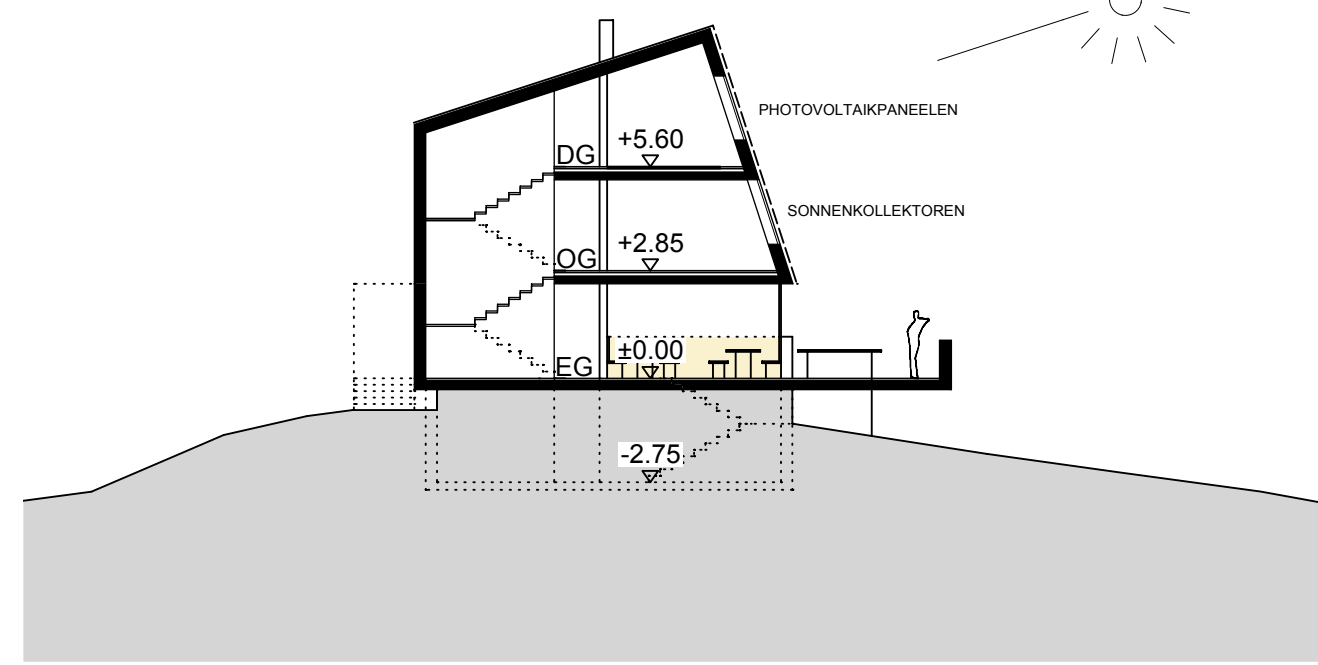 PHOTOVOLTAIKPANEELEN
DG +5.60
SONNENKOLLEKTOREN
OG +2.85
EG ±0.00
-2.75